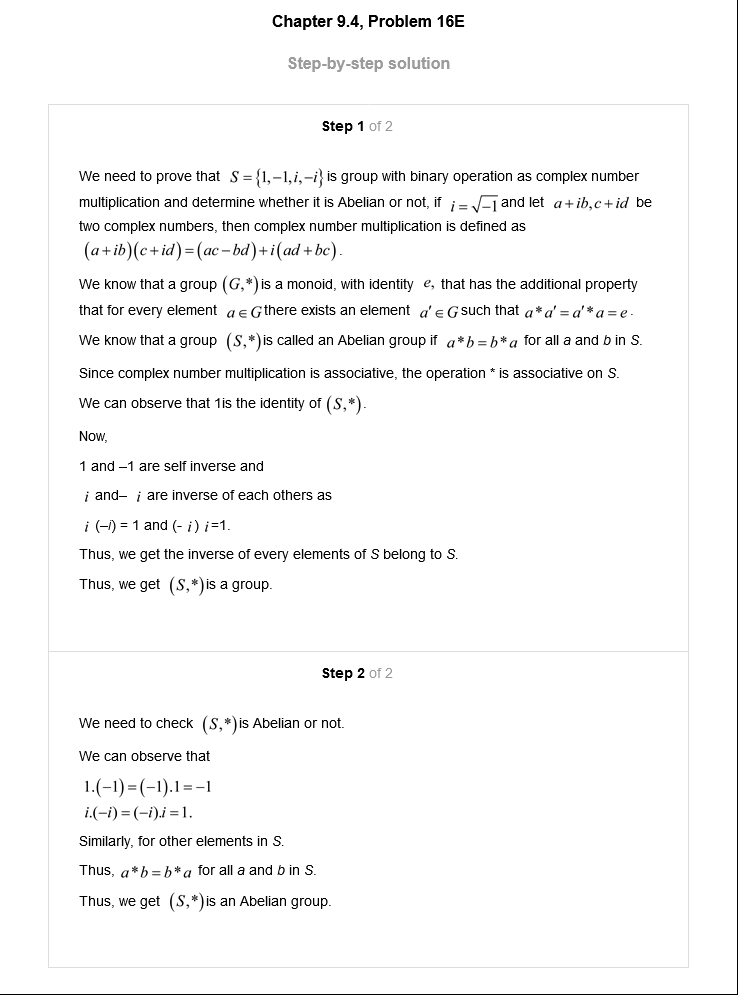 Chapter 9.4, Problem 16E
Step-by-step solution
Step 1 of 2
We need to prove that S = {1,−1,i,−i} is group with binary operation as complex number
multiplication and determine whether it is Abelian or not, if i = √−1 and let a+ib,c+id be
two complex numbers, then complex number multiplication is defined as
(a+ib)(c+id)=(ac−bd)+i(ad+bc).
We know that a group (G,*) is a monoid, with identity e, that has the additional property
that for every element a∈G there exists an element a′∈G such that a*a′=a′*a=e.
We know that a group (S,*) is called an Abelian group if a*b=b*a for all a and b in S.
Since complex number multiplication is associative, the operation * is associative on S.
We can observe that 1is the identity of (S,*).
Now,
1 and –1 are self inverse and
i and– i are inverse of each others as
i (–i) = 1 and (- i ) i =1.
Thus, we get the inverse of every elements of S belong to S.
Thus, we get (S,*) is a group.
Step 2 of 2
We need to check (S,*) is Abelian or not.
We can observe that
1.(−1)=(−1).1=−1
i.(−i)=(−i).i=1.
Similarly, for other elements in S.
Thus, a*b=b*a for all a and b in S.
Thus, we get (S,*) is an Abelian group.